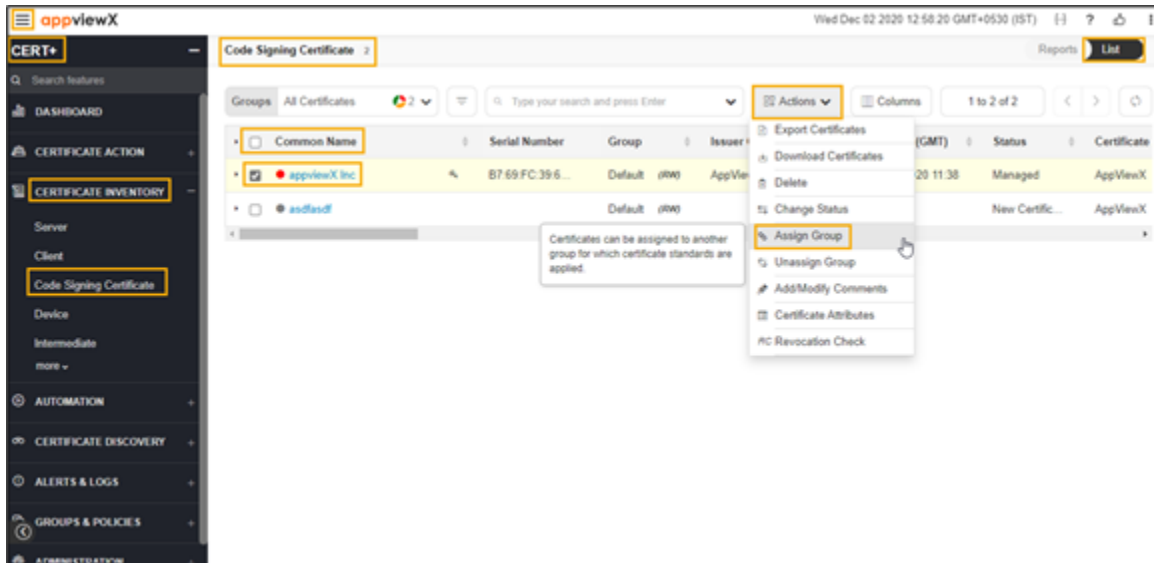 appviewX Wed Dec 02 2020 12:58:20 GMT+0530 (IST) ?
CERT+ Code Signing Certificate 2 Reports List
Search features
Groups All Certificates 2 Type your search and press Enter Actions Columns 1 to 2 of 2
DASHBOARD
CERTIFICATE ACTION
CERTIFICATE INVENTORY
Server
Client
Code Signing Certificate
Device
Intermediate
more
AUTOMATION
CERTIFICATE DISCOVERY
ALERTS & LOGS
GROUPS & POLICIES
ADMINISTRATION
Common Name Serial Number Group Issuer (GMT) Status Certificate
appviewX Inc B7:69:FC:39:6... Default (RW) AppVie -20 11:38 Managed AppViewX
asdfasdf Default (RW) New Certific... AppViewX
Export Certificates
Download Certificates
Delete
Change Status
Assign Group
Unassign Group
Add/Modify Comments
Certificate Attributes
Revocation Check
Certificates can be assigned to another
group for which certificate standards are
applied.